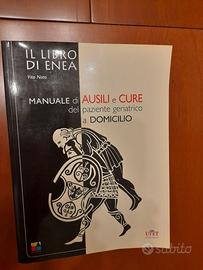 IL LIBRO
DI ENEA
Vito Noto
MANUALE di AUSILI e CURE
del paziente geriatrico
a DOMICILIO
UTET
subito